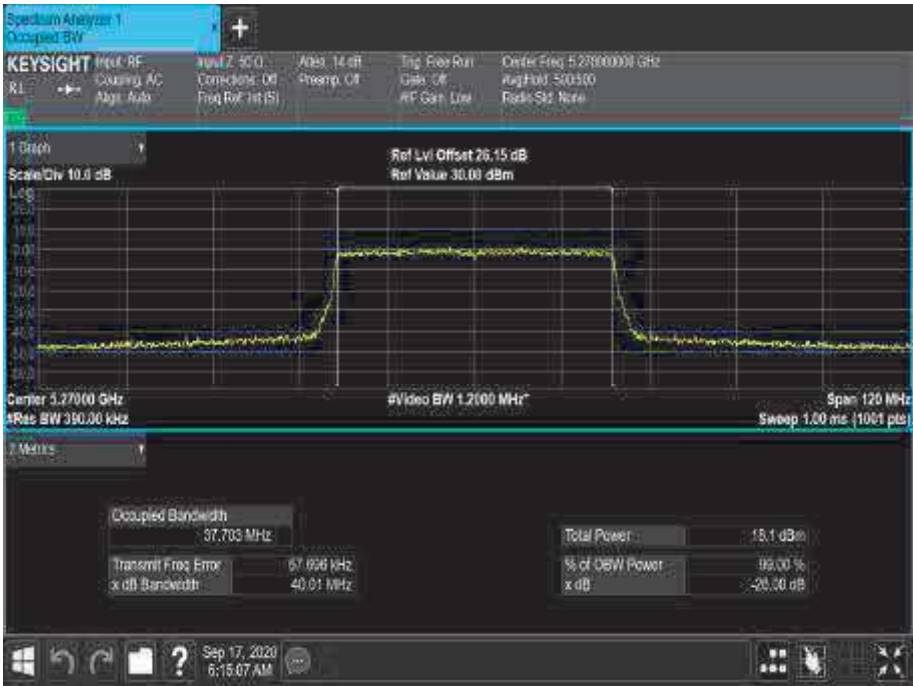 Spectrum Analyzer 1
Occupied BW
KEYSIGHT
Input: RF
Coupling: AC
Align: Auto
Input Z: 50 Ω
Corrections: Off
Freq Ref: Int (S)
Atten: 14 dB
Preamp: Off
Trig: Free Run
Gate: Off
#IF Gain: Low
Center Freq: 5.270000000 GHz
Avg|Hold: 500/500
Radio Std: None
1 Graph
Scale/Div 10.0 dB
Ref Lvl Offset 26.15 dB
Ref Value 30.00 dBm
Log
Center 5.27000 GHz
#Video BW 1.2000 MHz*
Span 120 MHz
#Res BW 390.00 kHz
Sweep 1.00 ms (1001 pts)
2 Metrics
Occupied Bandwidth
37.703 MHz
Total Power
Transmit Freq Error
% of OBW Power
99.00 %
x dB Bandwidth
40.01 MHz
x dB
-26.00 dB
Sep 17, 2020
6:15:07 AM